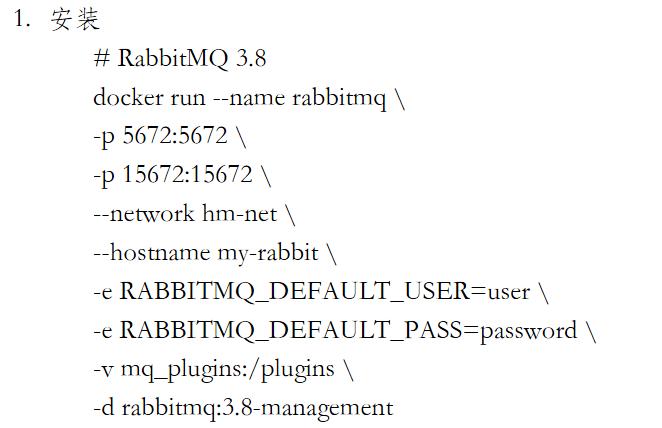 1. 安装
# RabbitMQ 3.8
docker run --name rabbitmq \
-p 5672:5672 \
-p 15672:15672 \
--network hm-net \
--hostname my-rabbit \
-e RABBITMQ_DEFAULT_USER=user \
-e RABBITMQ_DEFAULT_PASS=password \
-v mq_plugins:/plugins \
-d rabbitmq:3.8-management